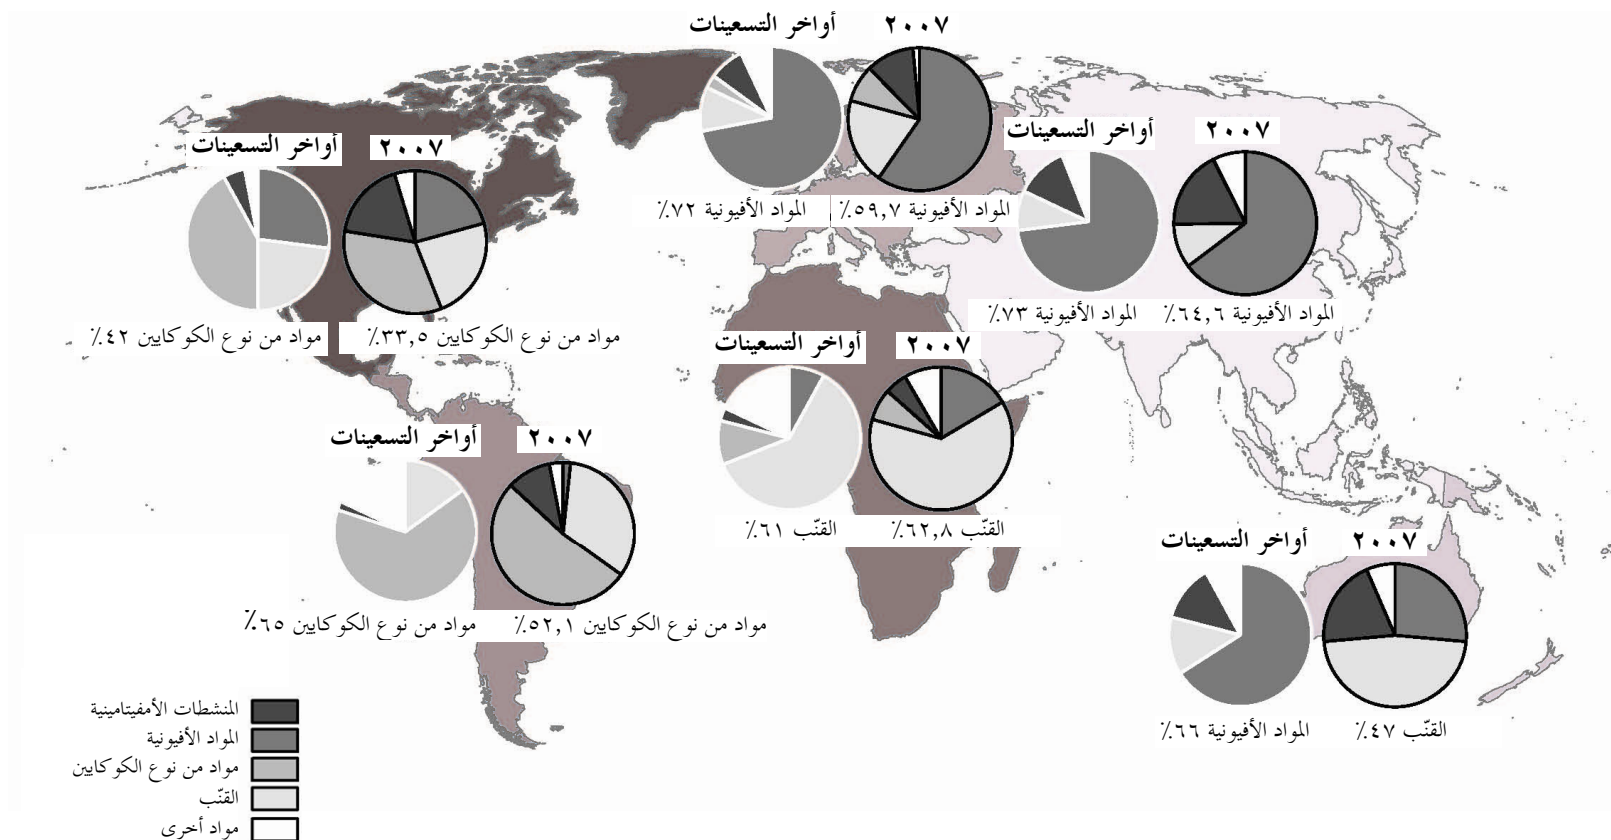 أواخر التسعينات
٢٠٠٧
المواد الأفيونية ٧٢٪
المواد الأفيونية ٥٩,٧٪
أواخر التسعينات
٢٠٠٧
المواد الأفيونية ٧٣٪
المواد الأفيونية ٦٤,٦٪
أواخر التسعينات
٢٠٠٧
مواد من نوع الكوكايين ٤٢٪
مواد من نوع الكوكايين ٣٣,٥٪
أواخر التسعينات
٢٠٠٧
القنّب ٦١٪
القنّب ٦٢,٨٪
أواخر التسعينات
٢٠٠٧
مواد من نوع الكوكايين ٦٥٪
مواد من نوع الكوكايين ٥٢,١٪
أواخر التسعينات
٢٠٠٧
المواد الأفيونية ٦٦٪
القنّب ٤٧٪
المنشطات الأمفيتامينية
المواد الأفيونية
مواد من نوع الكوكايين
القنّب
مواد أخرى